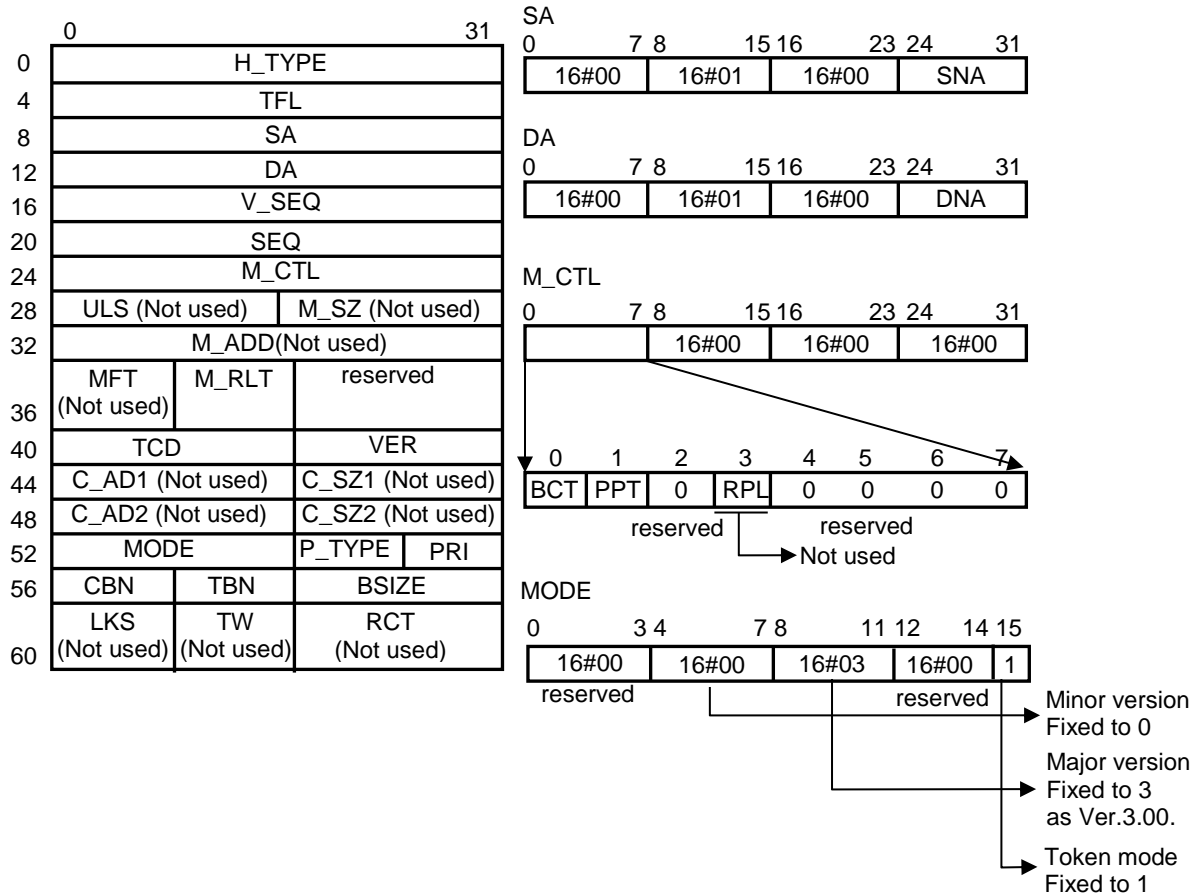 0 31
0 H_TYPE
4 TFL
8 SA
12 DA
16 V_SEQ
20 SEQ
24 M_CTL
28 ULS (Not used) M_SZ (Not used)
32 M_ADD(Not used)
36 MFT (Not used) M_RLT reserved
40 TCD VER
44 C_AD1 (Not used) C_SZ1 (Not used)
48 C_AD2 (Not used) C_SZ2 (Not used)
52 MODE P_TYPE PRI
56 CBN TBN BSIZE
60 LKS (Not used) TW (Not used) RCT (Not used)
SA
0 7 8 15 16 23 24 31
16#00 16#01 16#00 SNA
DA
0 7 8 15 16 23 24 31
16#00 16#01 16#00 DNA
M_CTL
0 7 8 15 16 23 24 31
16#00 16#00 16#00
0 1 2 3 4 5 6 7
BCT PPT 0 RPL 0 0 0 0
reserved reserved
Not used
MODE
0 3 4 7 8 11 12 14 15
16#00 16#00 16#03 16#00 1
reserved reserved
Minor version
Fixed to 0
Major version
Fixed to 3
as Ver.3.00.
Token mode
Fixed to 1